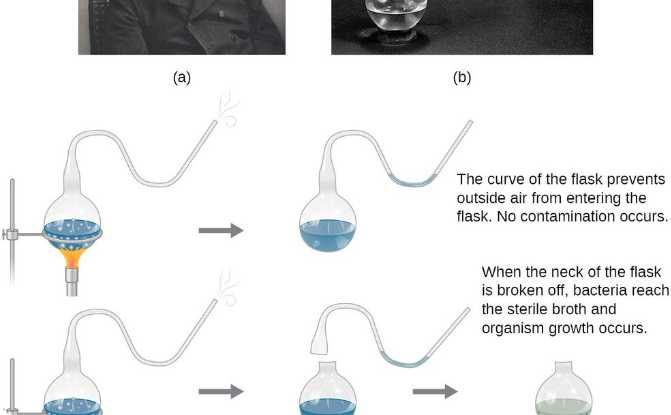 (a)
(b)
The curve of the flask prevents
outside air from entering the
flask. No contamination occurs.
When the neck of the flask
is broken off, bacteria reach
the sterile broth and
organism growth occurs.